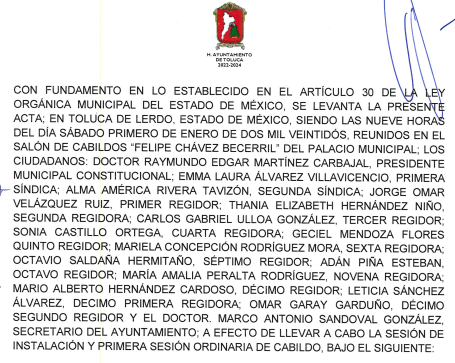 H. AYUNTAMIENTO
DE TOLUCA
2022-2024
CON FUNDAMENTO EN LO ESTABLECIDO EN EL ARTÍCULO 30 DE LA LEY
ORGÁNICA MUNICIPAL DEL ESTADO DE MÉXICO, SE LEVANTA LA PRESENTE
ACTA; EN TOLUCA DE LERDO, ESTADO DE MÉXICO, SIENDO LAS NUEVE HORAS
DEL DÍA SÁBADO PRIMERO DE ENERO DE DOS MIL VEINTIDÓS, REUNIDOS EN EL
SALÓN DE CABILDOS “FELIPE CHÁVEZ BECERRIL” DEL PALACIO MUNICIPAL; LOS
CIUDADANOS: DOCTOR RAYMUNDO EDGAR MARTÍNEZ CARBAJAL, PRESIDENTE
MUNICIPAL CONSTITUCIONAL; EMMA LAURA ÁLVAREZ VILLAVICENCIO, PRIMERA
SÍNDICA; ALMA AMÉRICA RIVERA TAVIZÓN, SEGUNDA SÍNDICA; JORGE OMAR
VELÁZQUEZ RUIZ, PRIMER REGIDOR; THANIA ELIZABETH HERNÁNDEZ NIÑO,
SEGUNDA REGIDORA; CARLOS GABRIEL ULLOA GONZÁLEZ, TERCER REGIDOR;
SONIA CASTILLO ORTEGA, CUARTA REGIDORA; GECIEL MENDOZA FLORES
QUINTO REGIDOR; MARIELA CONCEPCIÓN RODRÍGUEZ MORA, SEXTA REGIDORA;
OCTAVIO SALDAÑA HERMITAÑO, SÉPTIMO REGIDOR; ADÁN PIÑA ESTEBAN,
OCTAVO REGIDOR; MARÍA AMALIA PERALTA RODRÍGUEZ, NOVENA REGIDORA;
MARIO ALBERTO HERNÁNDEZ CARDOSO, DÉCIMO REGIDOR; LETICIA SÁNCHEZ
ÁLVAREZ, DECIMO PRIMERA REGIDORA; OMAR GARAY GARDUÑO, DÉCIMO
SEGUNDO REGIDOR Y EL DOCTOR. MARCO ANTONIO SANDOVAL GONZÁLEZ,
SECRETARIO DEL AYUNTAMIENTO; A EFECTO DE LLEVAR A CABO LA SESIÓN DE
INSTALACIÓN Y PRIMERA SESIÓN ORDINARIA DE CABILDO, BAJO EL SIGUIENTE: